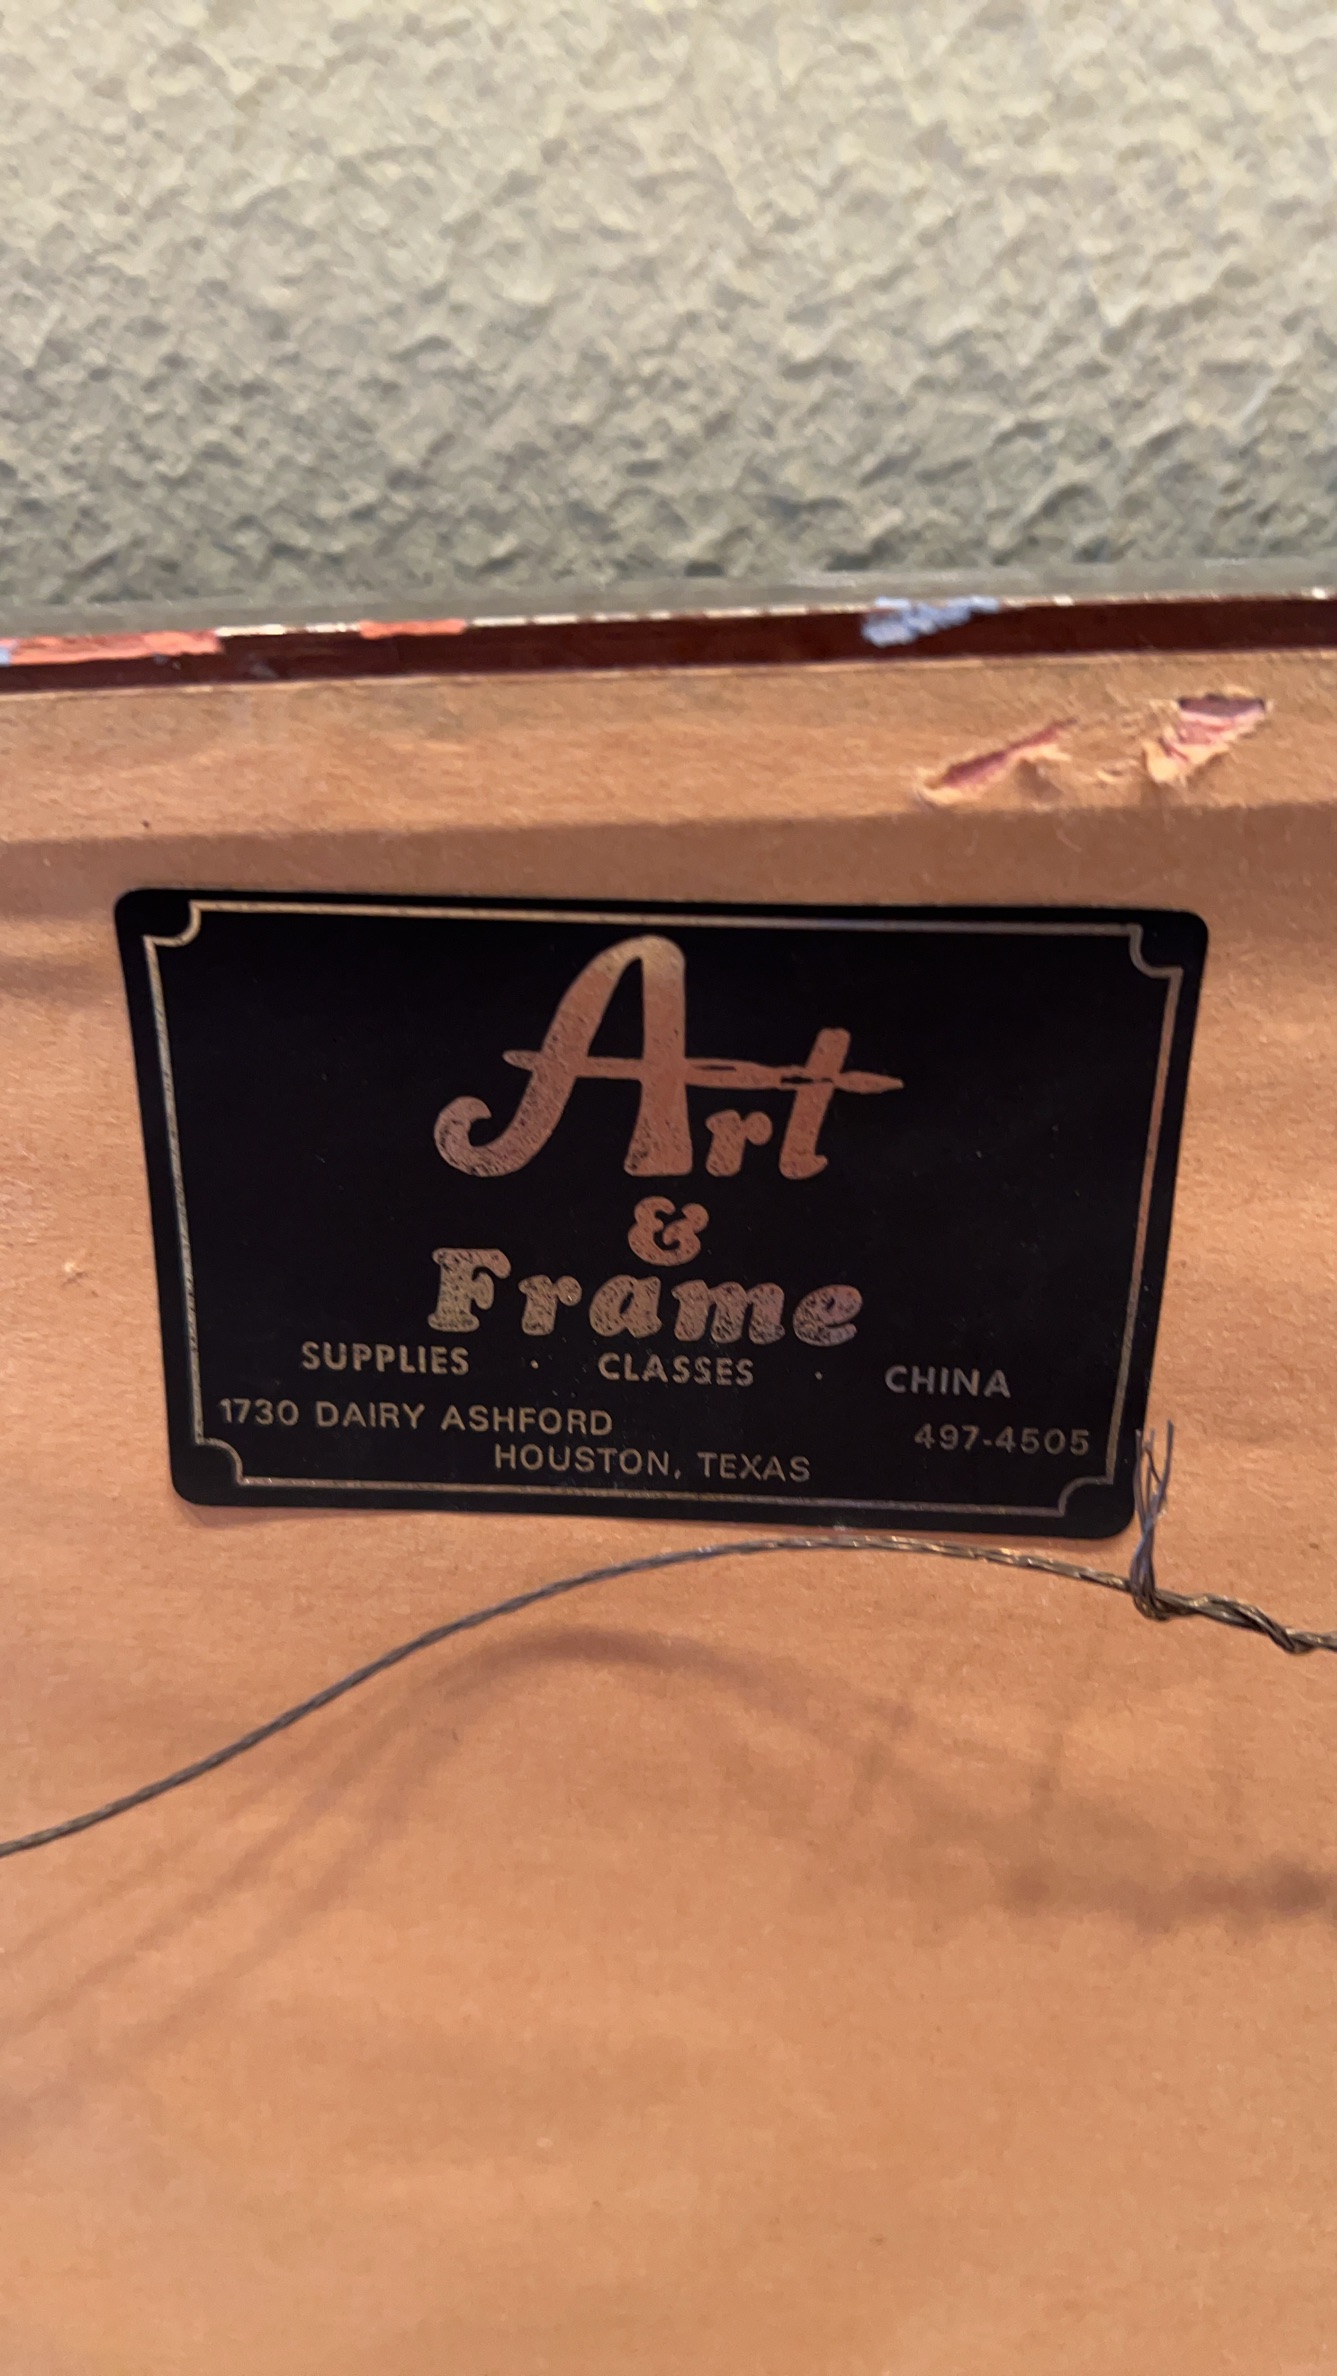 Art
&
Frame
SUPPLIES · CLASSES · CHINA
1730 DAIRY ASHFORD 497-4505
HOUSTON, TEXAS